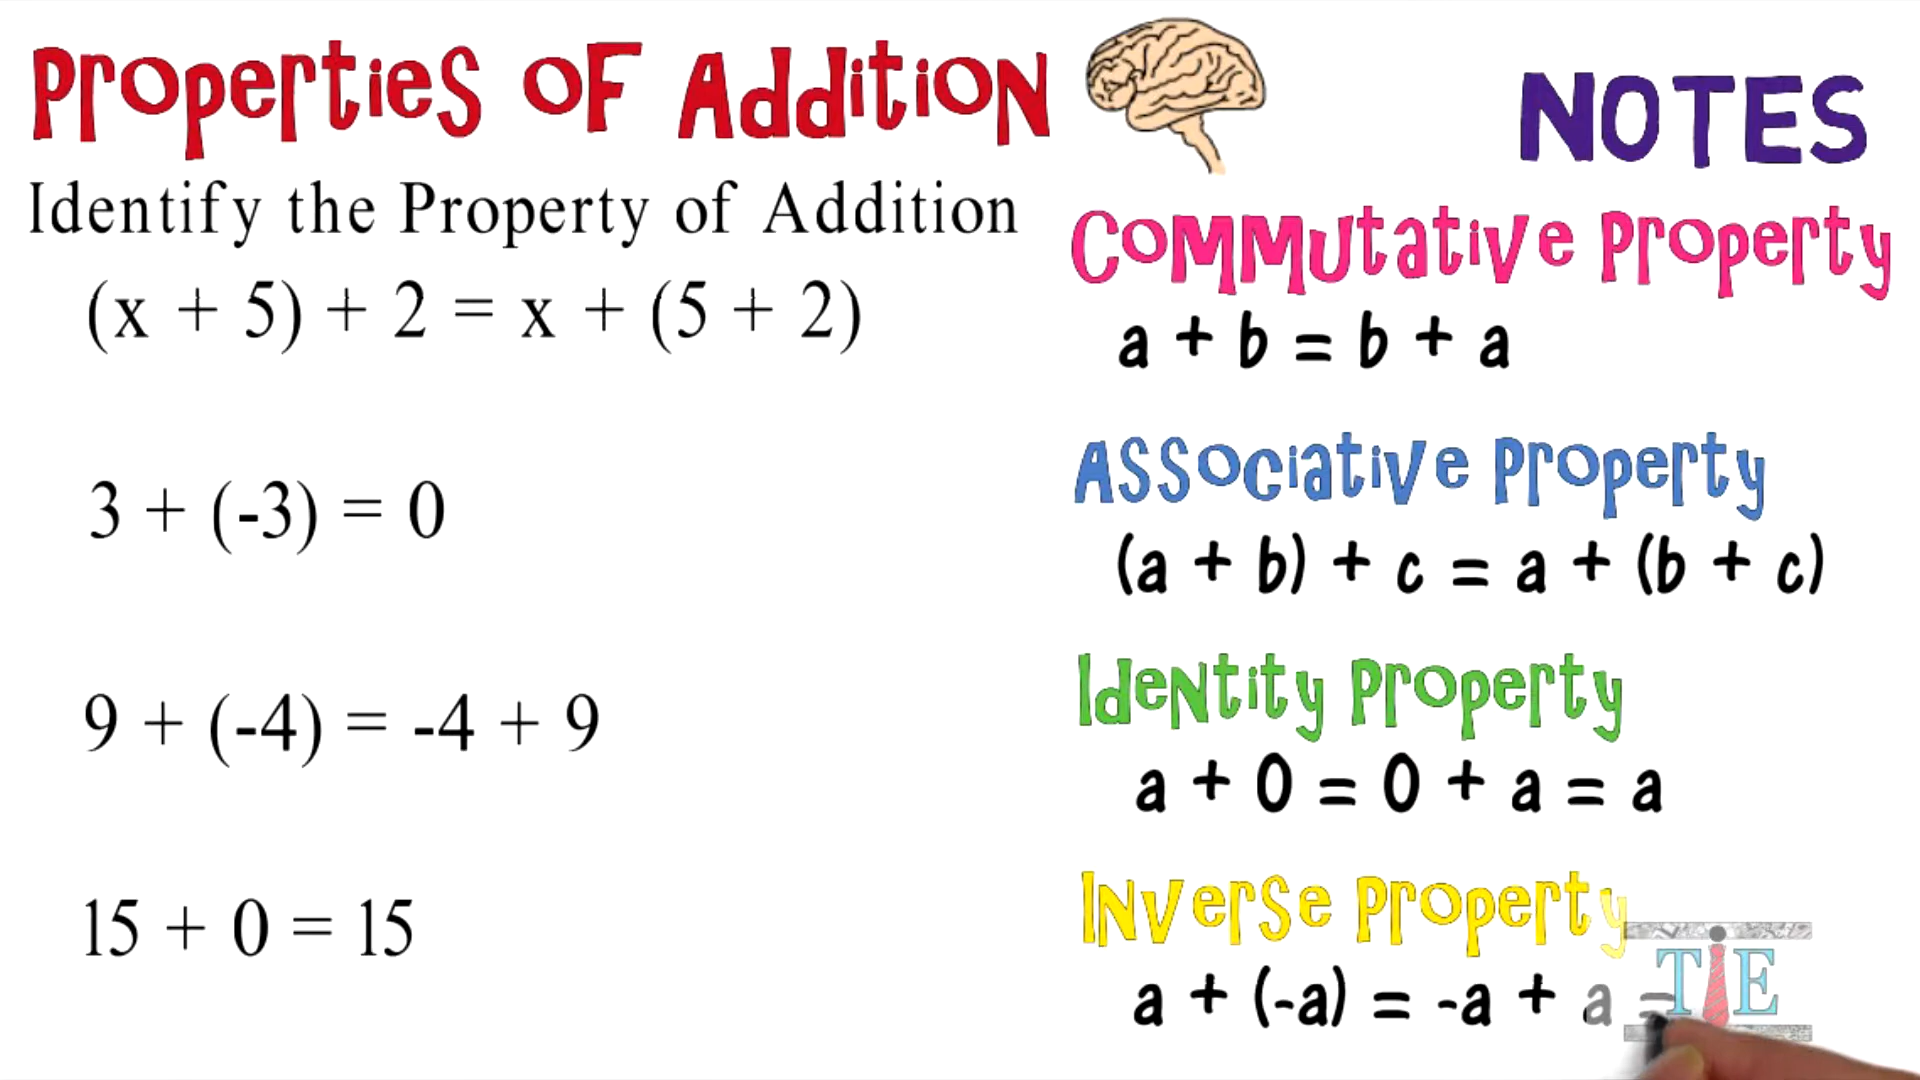 Properties of Addition
Identify the Property of Addition
(x + 5) + 2 = x + (5 + 2)
3 + (-3) = 0
9 + (-4) = -4 + 9
15 + 0 = 15
NOTES
Commutative Property
a + b = b + a
Associative Property
(a + b) + c = a + (b + c)
Identity Property
a + 0 = 0 + a = a
Inverse Property
a + (-a) = -a + a =
TIE